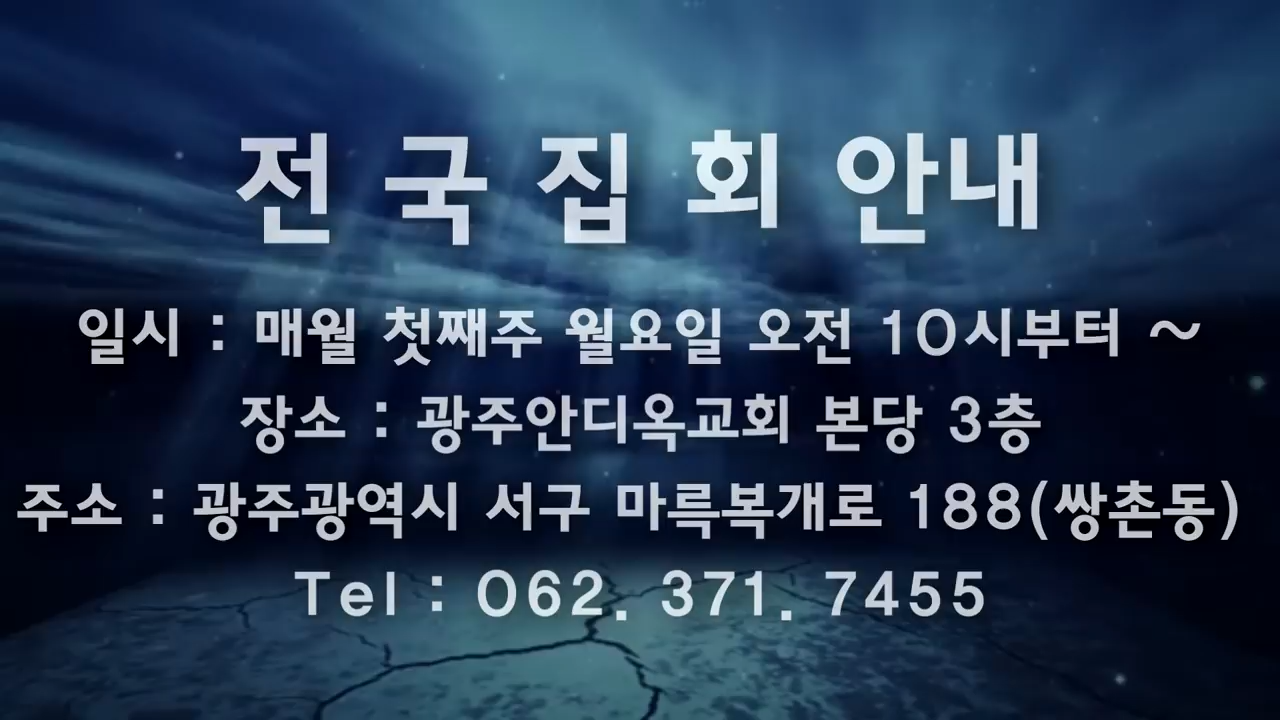 전국집회안내
일시 : 매월 첫째주 월요일 오전 10시부터 ~
장소 : 광주안디옥교회 본당 3층
주소 : 광주광역시 서구 마륵복개로 188(쌍촌동)
Tel : 062. 371. 7455